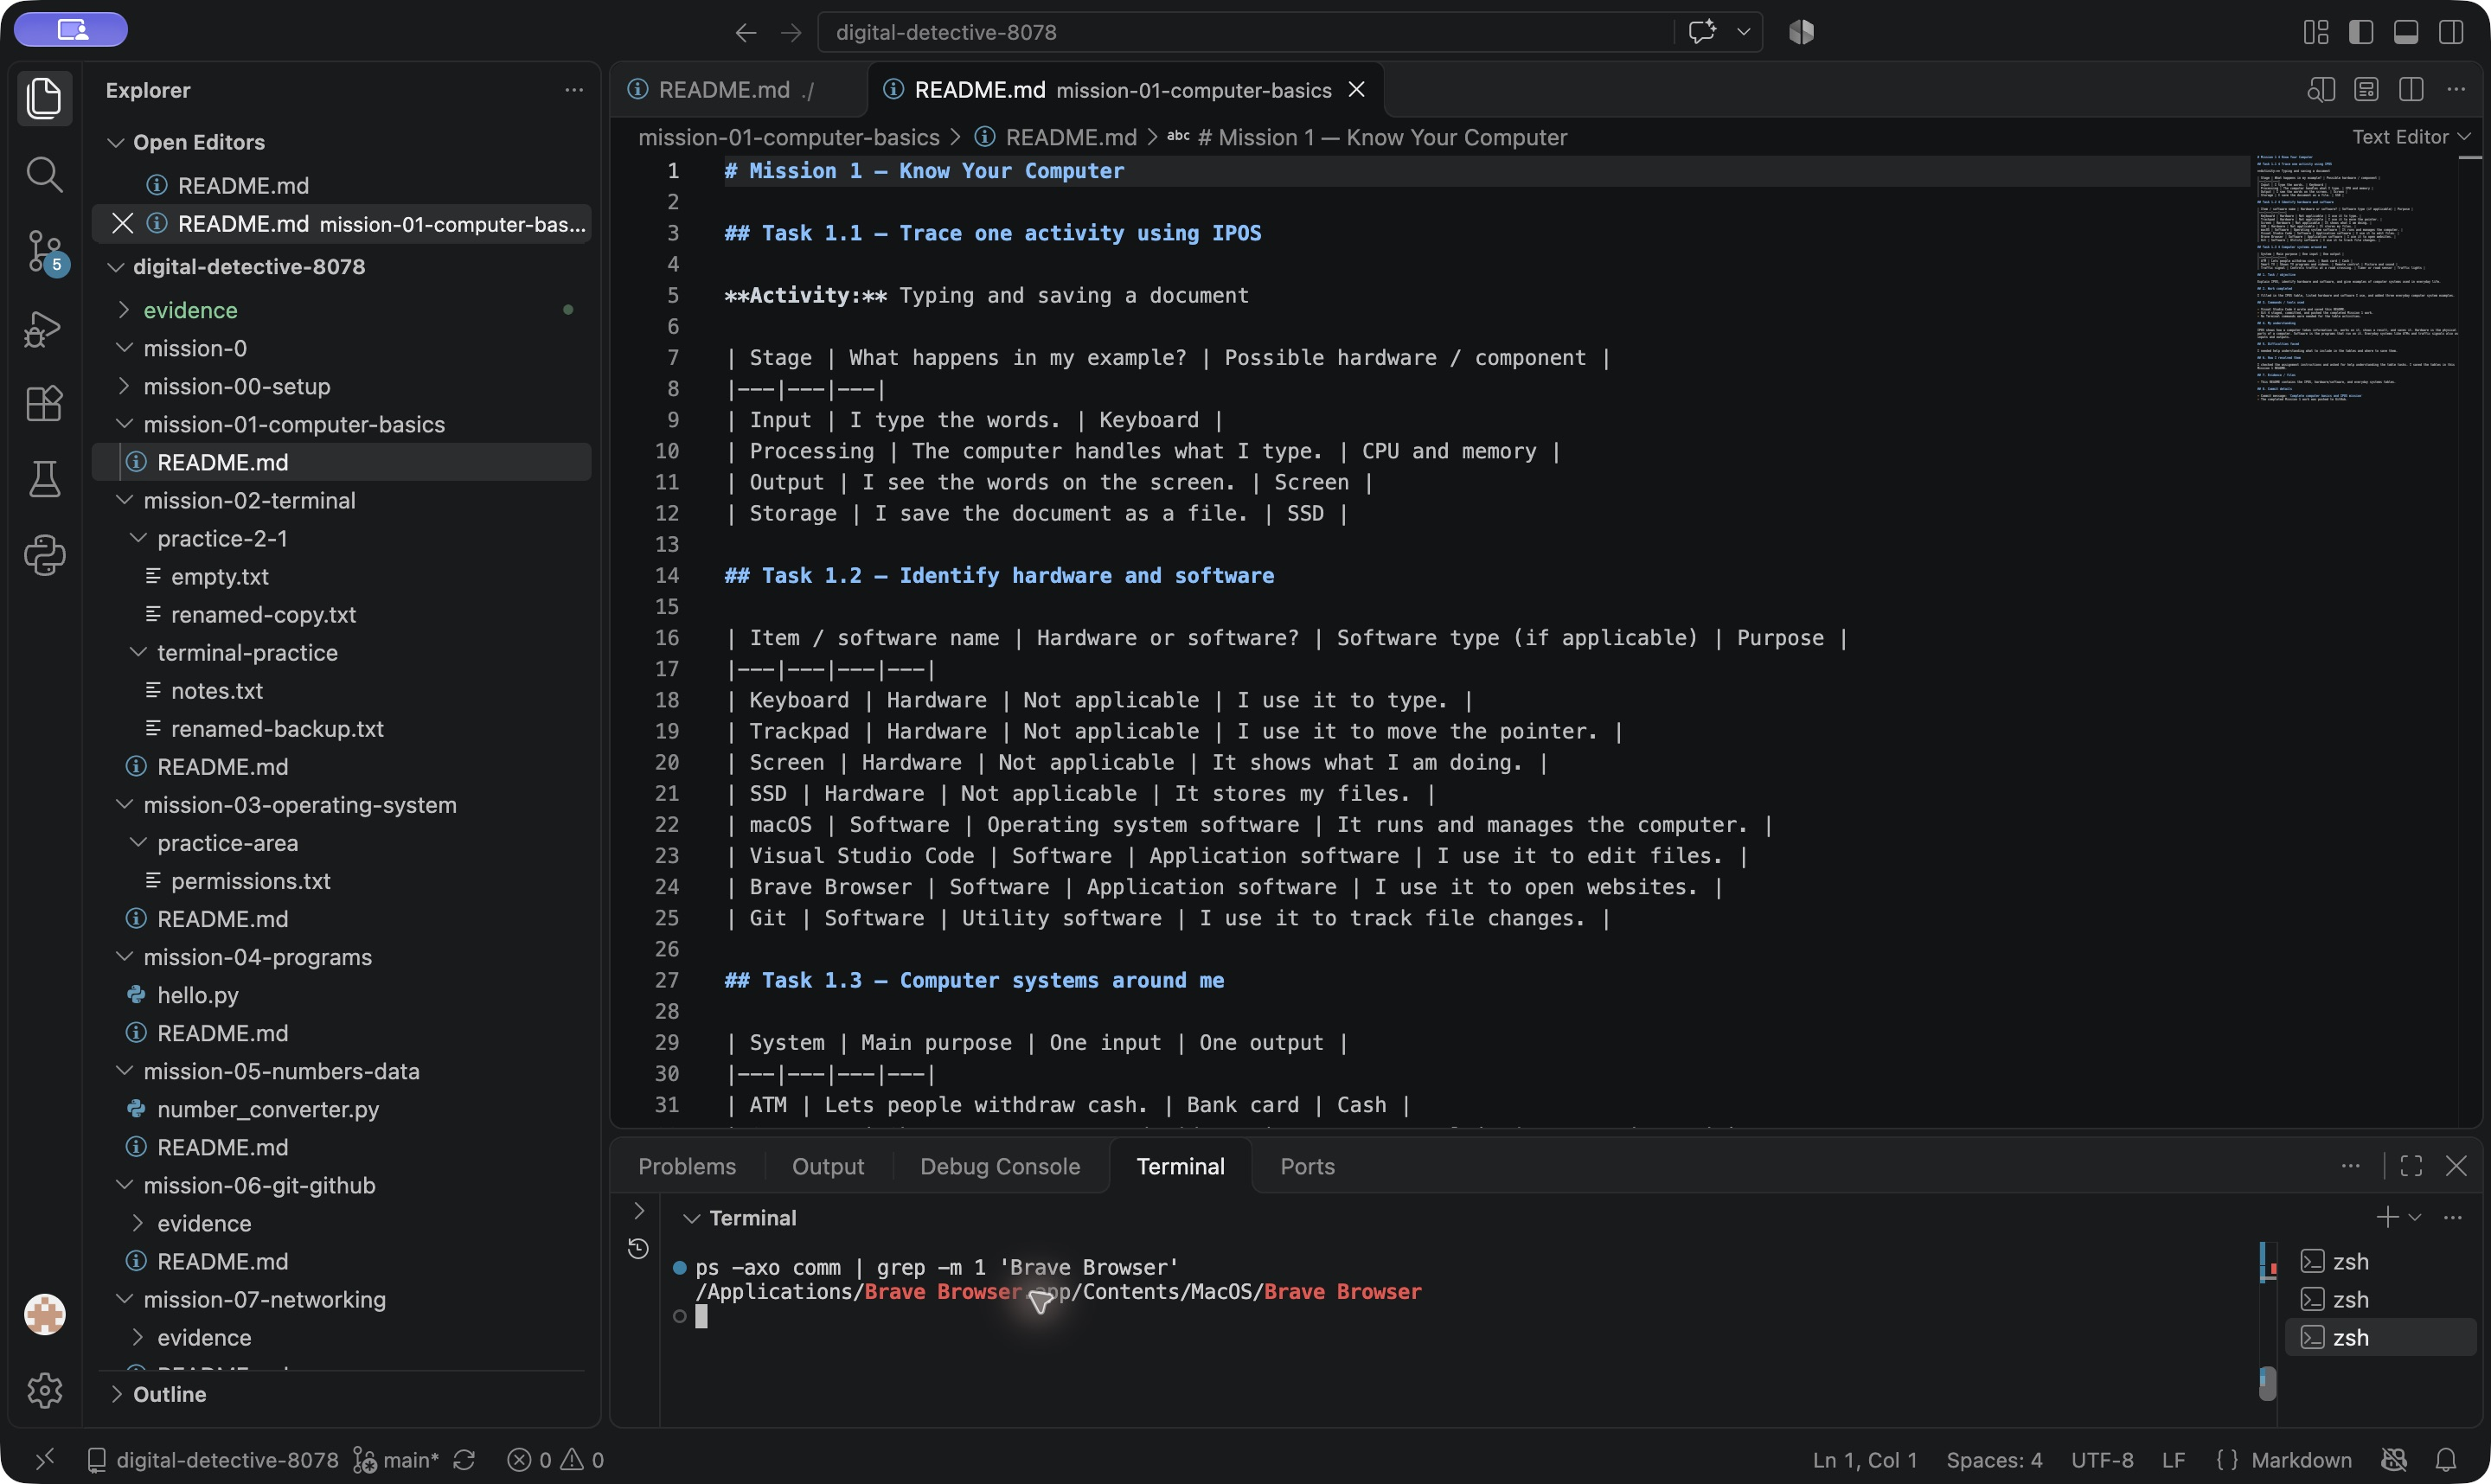 digital-detective-8078
Explorer
Open Editors
README.md
README.md mission-01-computer-bas...
digital-detective-8078
evidence
mission-0
mission-00-setup
mission-01-computer-basics
README.md
mission-02-terminal
practice-2-1
empty.txt
renamed-copy.txt
terminal-practice
notes.txt
renamed-backup.txt
README.md
mission-03-operating-system
practice-area
permissions.txt
README.md
mission-04-programs
hello.py
README.md
mission-05-numbers-data
number_converter.py
README.md
mission-06-git-github
evidence
README.md
mission-07-networking
evidence
Outline
5
README.md ./
README.md mission-01-computer-basics
mission-01-computer-basics > README.md > abc # Mission 1 — Know Your Computer
Text Editor
1 # Mission 1 — Know Your Computer
2
3 ## Task 1.1 — Trace one activity using IPOS
4
5 **Activity:** Typing and saving a document
6
7 | Stage | What happens in my example? | Possible hardware / component |
8 |---|---|---|
9 | Input | I type the words. | Keyboard |
10 | Processing | The computer handles what I type. | CPU and memory |
11 | Output | I see the words on the screen. | Screen |
12 | Storage | I save the document as a file. | SSD |
13
14 ## Task 1.2 — Identify hardware and software
15
16 | Item / software name | Hardware or software? | Software type (if applicable) | Purpose |
17 |---|---|---|---|
18 | Keyboard | Hardware | Not applicable | I use it to type. |
19 | Trackpad | Hardware | Not applicable | I use it to move the pointer. |
20 | Screen | Hardware | Not applicable | It shows what I am doing. |
21 | SSD | Hardware | Not applicable | It stores my files. |
22 | macOS | Software | Operating system software | It runs and manages the computer. |
23 | Visual Studio Code | Software | Application software | I use it to edit files. |
24 | Brave Browser | Software | Application software | I use it to open websites. |
25 | Git | Software | Utility software | I use it to track file changes. |
26
27 ## Task 1.3 — Computer systems around me
28
29 | System | Main purpose | One input | One output |
30 |---|---|---|---|
31 | ATM | Lets people withdraw cash. | Bank card | Cash |
Problems Output Debug Console Terminal Ports
Terminal
ps -axo comm | grep -m 1 'Brave Browser'
/Applications/Brave Browser.app/Contents/MacOS/Brave Browser
zsh
zsh
zsh
digital-detective-8078 main* 0 0
Ln 1, Col 1 Spaces: 4 UTF-8 LF {} Markdown